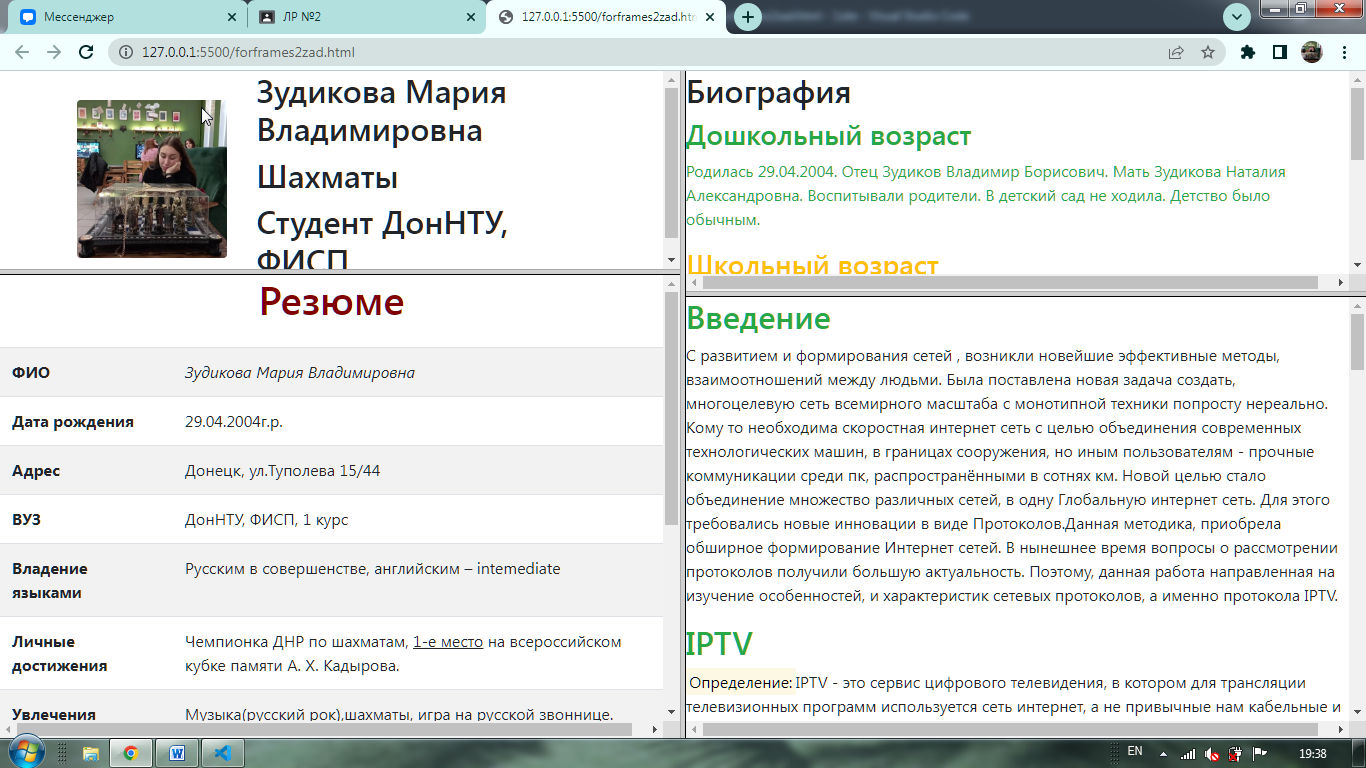 Мессенджер
ЛР №2
127.0.0.1:5500/forframes2zad.htm
127.0.0.1:5500/forframes2zad.html
Зудикова Мария
Владимировна
Шахматы
Студент ДонНТУ,
ФИСП
Резюме
ФИО Зудикова Мария Владимировна
Дата рождения 29.04.2004г.р.
Адрес Донецк, ул.Туполева 15/44
ВУЗ ДонНТУ, ФИСП, 1 курс
Владение
языками Русским в совершенстве, английским – intemediate
Личные
достижения Чемпионка ДНР по шахматам, 1-е место на всероссийском
кубке памяти А. Х. Кадырова.
Увлечения Музыка(русский рок),шахматы, игра на русской звоннице.
Биография
Дошкольный возраст
Родилась 29.04.2004. Отец Зудиков Владимир Борисович. Мать Зудикова Наталия
Александровна. Воспитывали родители. В детский сад не ходила. Детство было
обычным.
Школьный возраст
Введение
С развитием и формирования сетей , возникли новейшие эффективные методы,
взаимоотношений между людьми. Была поставлена новая задача создать,
многоцелевую сеть всемирного масштаба с монотипной техники попросту нереально.
Кому то необходима скоростная интернет сеть с целью объединения современных
технологических машин, в границах сооружения, но иным пользователям - прочные
коммуникации среди пк, распространёнными в сотнях км. Новой целью стало
объединение множество различных сетей, в одну Глобальную интернет сеть. Для этого
требовались новые инновации в виде Протоколов.Данная методика, приобрела
обширное формирование Интернет сетей. В нынешнее время вопросы о рассмотрении
протоколов получили большую актуальность. Поэтому, данная работа направленная на
изучение особенностей, и характеристик сетевых протоколов, а именно протокола IPTV.
IPTV
Определение: IPTV - это сервис цифрового телевидения, в котором для трансляции
телевизионных программ используется сеть интернет, а не привычные нам кабельные и
EN
19:38